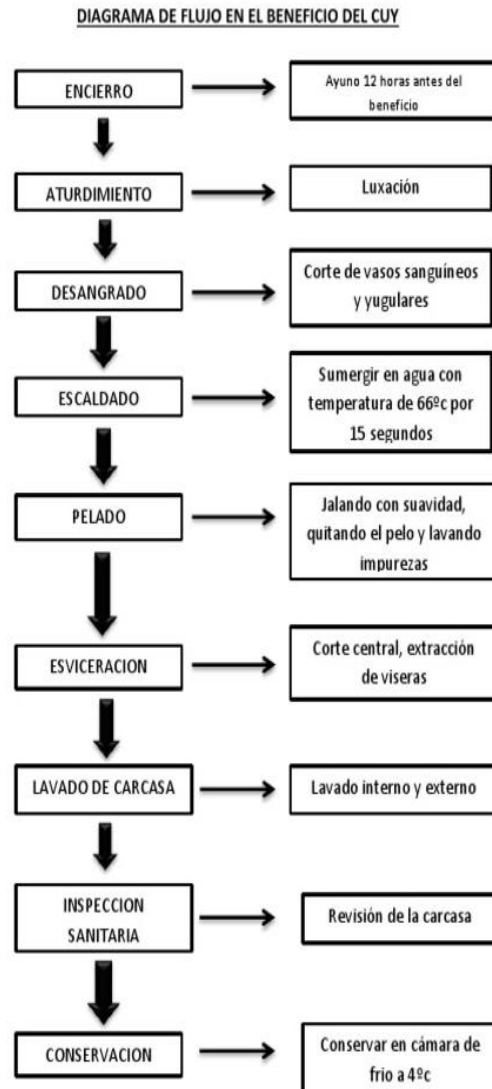 DIAGRAMA DE FLUJO EN EL BENEFICIO DEL CUY
ENCIERRO
Ayuno 12 horas antes del
beneficio
ATURDIMIENTO
Luxación
DESANGRADO
Corte de vasos sanguíneos
y yugulares
ESCALDADO
Sumergir en agua con
temperatura de 66ºc por
15 segundos
PELADO
Jalando con suavidad,
quitando el pelo y lavando
impurezas
ESVICERACION
Corte central, extracción
de viseras
LAVADO DE CARCASA
Lavado interno y externo
INSPECCION
SANITARIA
Revisión de la carcasa
CONSERVACION
Conservar en cámara de
frio a 4ºc